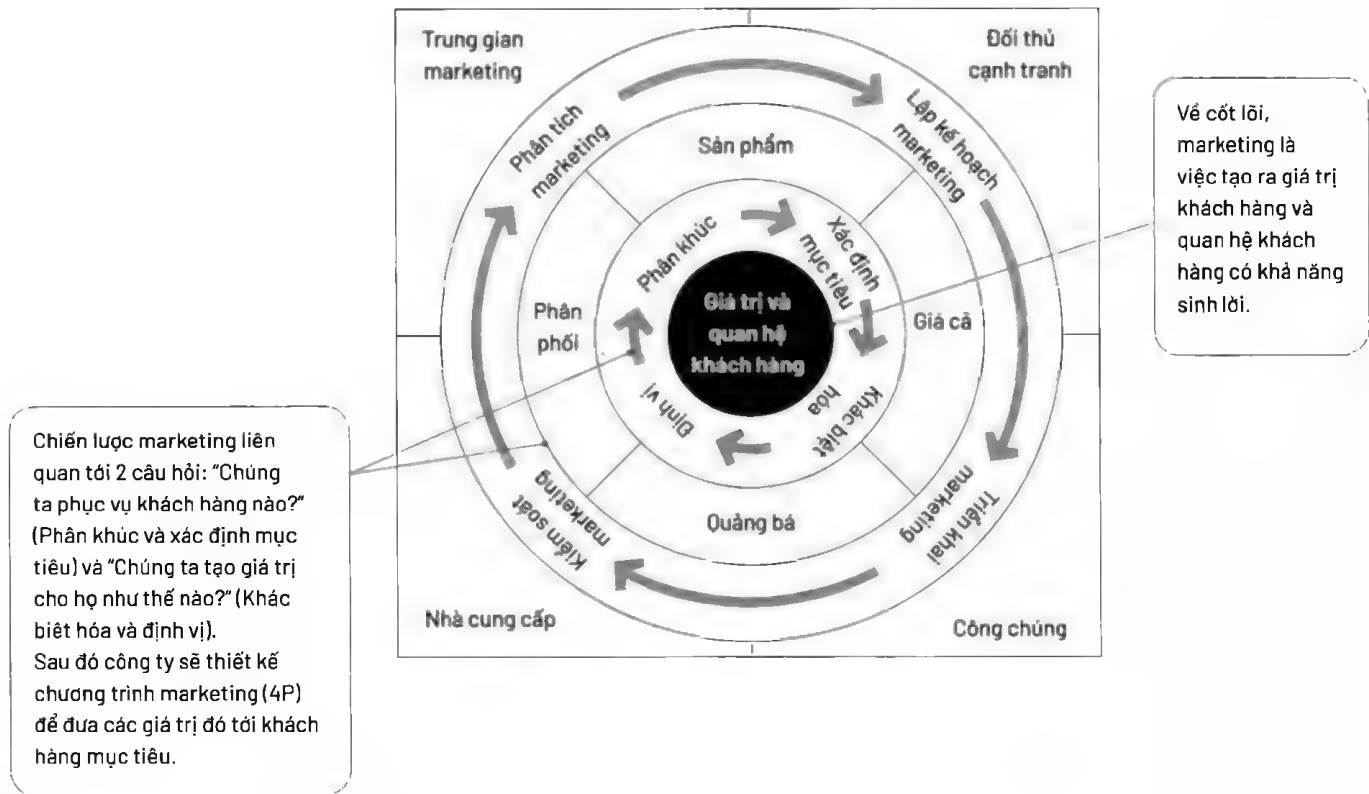 Trung gian
marketing
Đối thủ
cạnh tranh
Phân tích
marketing
Lập kế hoạch
marketing
Sản phẩm
Phân khúc
Xác định
mục tiêu
Giá trị và
quan hệ
khách hàng
Phân
phối
Giá cả
Định vị
Khác biệt
hóa
Quảng bá
Kiểm soát
marketing
Triển khai
marketing
Nhà cung cấp
Công chúng
Về cốt lõi,
marketing là
việc tạo ra giá trị
khách hàng và
quan hệ khách
hàng có khả năng
sinh lời.
Chiến lược marketing liên
quan tới 2 câu hỏi: “Chúng
ta phục vụ khách hàng nào?”
(Phân khúc và xác định mục
tiêu) và “Chúng ta tạo giá trị
cho họ như thế nào?” (Khác
biêt hóa và định vị).
Sau đó công ty sẽ thiết kế
chương trình marketing (4P)
để đưa các giá trị đó tới khách
hàng mục tiêu.